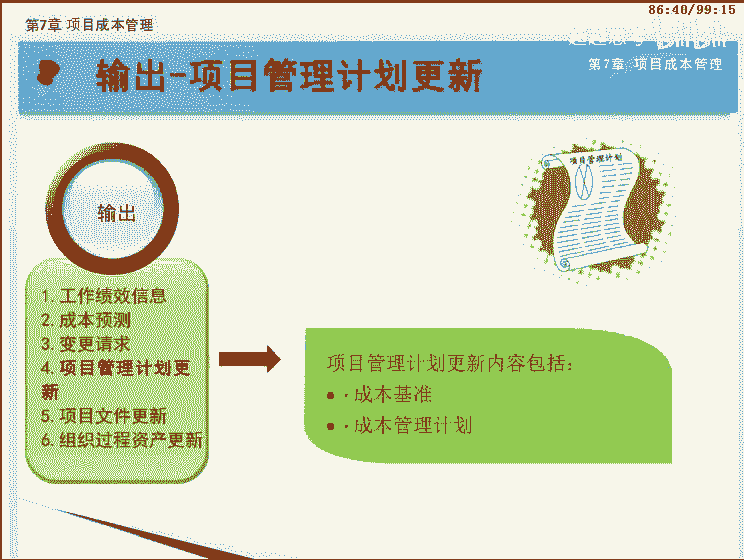 86:40/99:15
第7章 项目成本管理
输出-项目管理计划更新
第7章 项目成本管理
项目管理计划
输出
1.工作绩效信息
2.成本预测
3.变更请求
4.项目管理计划更
新
5.项目文件更新
6.组织过程资产更新
项目管理计划更新内容包括：
·成本基准
·成本管理计划